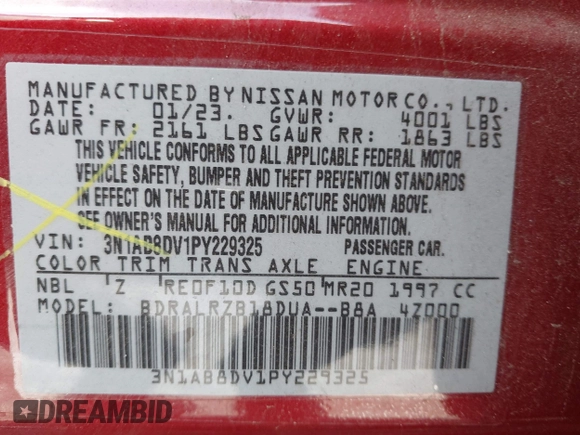 MANUFACTURED BY NISSAN MOTOR CO., LTD.
DATE: 01/23. GVWR: 4001 LBS
GAWR FR: 2161 LBS GAWR RR: 1863 LBS
THIS VEHICLE CONFORMS TO ALL APPLICABLE FEDERAL MOTOR
VEHICLE SAFETY, BUMPER AND THEFT PREVENTION STANDARDS
IN EFFECT ON THE DATE OF MANUFACTURE SHOWN ABOVE.
SEE OWNER'S MANUAL FOR ADDITIONAL INFORMATION.
VIN: 3N1AB8DV1PY229325 PASSENGER CAR.
COLOR TRIM TRANS AXLE ENGINE
NBL Z RE0F10D GS50 MR20 1997 CC
MODEL: BDRALRZB18DUA--B8A 4Z000
3N1AB8DV1PY229325
DREAMBID